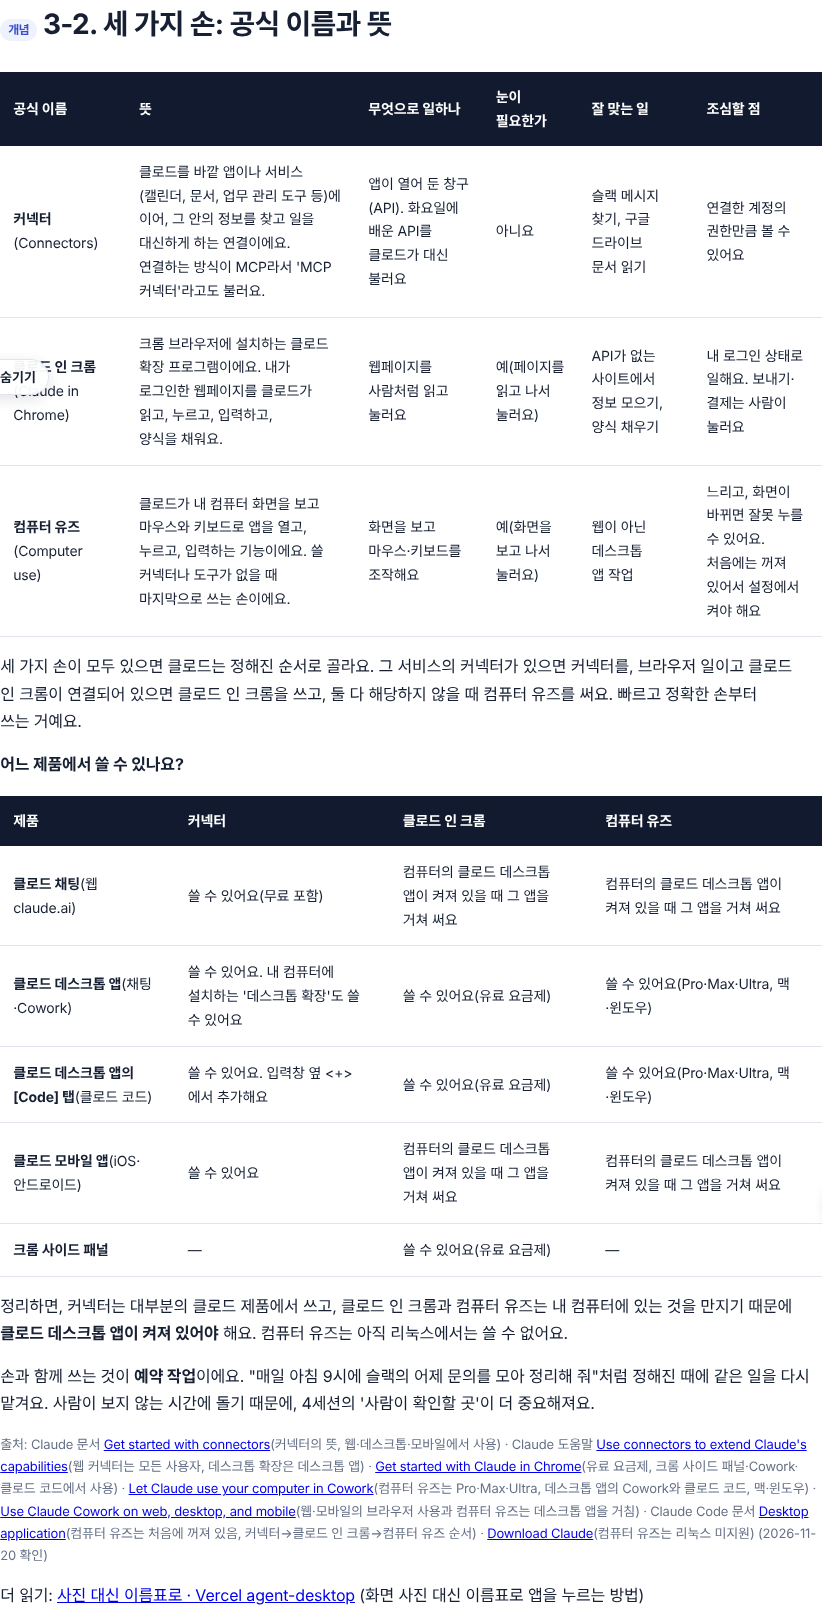 개념 3-2. 세 가지 손: 공식 이름과 뜻
공식 이름
뜻
무엇으로 일하나
눈이
필요한가
잘 맞는 일
조심할 점
커넥터
(Connectors)
클로드를 바깥 앱이나 서비스
(캘린더, 문서, 업무 관리 도구 등)에
이어, 그 안의 정보를 찾고 일을
대신하게 하는 연결이에요.
연결하는 방식이 MCP라서 'MCP
커넥터'라고도 불러요.
앱이 열어 둔 창구
(API). 화요일에
배운 API를
클로드가 대신
불러요
아니요
슬랙 메시지
찾기, 구글
드라이브
문서 읽기
연결한 계정의
권한만큼 볼 수
있어요
숨기기
드 인 크롬
in
Chrome)
크롬 브라우저에 설치하는 클로드
확장 프로그램이에요. 내가
로그인한 웹페이지를 클로드가
읽고, 누르고, 입력하고,
양식을 채워요.
웹페이지를
사람처럼 읽고
눌러요
예(페이지를
읽고 나서
눌러요)
API가 없는
사이트에서
정보 모으기,
양식 채우기
내 로그인 상태로
일해요. 보내기·
결제는 사람이
눌러요
컴퓨터 유즈
(Computer
use)
클로드가 내 컴퓨터 화면을 보고
마우스와 키보드로 앱을 열고,
누르고, 입력하는 기능이에요. 쓸
커넥터나 도구가 없을 때
마지막으로 쓰는 손이에요.
화면을 보고
마우스·키보드를
조작해요
예(화면을
보고 나서
눌러요)
웹이 아닌
데스크톱
앱 작업
느리고, 화면이
바뀌면 잘못 누를
수 있어요.
처음에는 꺼져
있어서 설정에서
켜야 해요
세 가지 손이 모두 있으면 클로드는 정해진 순서로 골라요. 그 서비스의 커넥터가 있으면 커넥터를, 브라우저 일이고 클로드
인 크롬이 연결되어 있으면 클로드 인 크롬을 쓰고, 둘 다 해당하지 않을 때 컴퓨터 유즈를 써요. 빠르고 정확한 손부터
쓰는 거예요.
어느 제품에서 쓸 수 있나요?
제품
커넥터
클로드 인 크롬
컴퓨터 유즈
클로드 채팅(웹
claude.ai)
쓸 수 있어요(무료 포함)
컴퓨터의 클로드 데스크톱
앱이 켜져 있을 때 그 앱을
거쳐 써요
컴퓨터의 클로드 데스크톱 앱이
켜져 있을 때 그 앱을 거쳐 써요
클로드 데스크톱 앱(채팅
·Cowork)
쓸 수 있어요. 내 컴퓨터에
설치하는 '데스크톱 확장'도 쓸
수 있어요
쓸 수 있어요(유료 요금제)
쓸 수 있어요(Pro·Max·Ultra, 맥
·윈도우)
클로드 데스크톱 앱의
[Code] 탭(클로드 코드)
쓸 수 있어요. 입력창 옆 <+>
에서 추가해요
쓸 수 있어요(유료 요금제)
쓸 수 있어요(Pro·Max·Ultra, 맥
·윈도우)
클로드 모바일 앱(iOS·
안드로이드)
쓸 수 있어요
컴퓨터의 클로드 데스크톱
앱이 켜져 있을 때 그 앱을
거쳐 써요
컴퓨터의 클로드 데스크톱 앱이
켜져 있을 때 그 앱을 거쳐 써요
크롬 사이드 패널
—
쓸 수 있어요(유료 요금제)
—
정리하면, 커넥터는 대부분의 클로드 제품에서 쓰고, 클로드 인 크롬과 컴퓨터 유즈는 내 컴퓨터에 있는 것을 만지기 때문에
클로드 데스크톱 앱이 켜져 있어야 해요. 컴퓨터 유즈는 아직 리눅스에서는 쓸 수 없어요.
손과 함께 쓰는 것이 예약 작업이에요. "매일 아침 9시에 슬랙의 어제 문의를 모아 정리해 줘"처럼 정해진 때에 같은 일을 다시
맡겨요. 사람이 보지 않는 시간에 돌기 때문에, 4세션의 '사람이 확인할 곳'이 더 중요해져요.
출처: Claude 문서 Get started with connectors(커넥터의 뜻, 웹·데스크톱·모바일에서 사용) · Claude 도움말 Use connectors to extend Claude's
capabilities(웹 커넥터는 모든 사용자, 데스크톱 확장은 데스크톱 앱) · Get started with Claude in Chrome(유료 요금제, 크롬 사이드 패널·Cowork·
클로드 코드에서 사용) · Let Claude use your computer in Cowork(컴퓨터 유즈는 Pro·Max·Ultra, 데스크톱 앱의 Cowork와 클로드 코드, 맥·윈도우) ·
Use Claude Cowork on web, desktop, and mobile(웹·모바일의 브라우저 사용과 컴퓨터 유즈는 데스크톱 앱을 거침) · Claude Code 문서 Desktop
application(컴퓨터 유즈는 처음에 꺼져 있음, 커넥터→클로드 인 크롬→컴퓨터 유즈 순서) · Download Claude(컴퓨터 유즈는 리눅스 미지원) (2026-11-
20 확인)
더 읽기: 사진 대신 이름표로 · Vercel agent-desktop (화면 사진 대신 이름표로 앱을 누르는 방법)